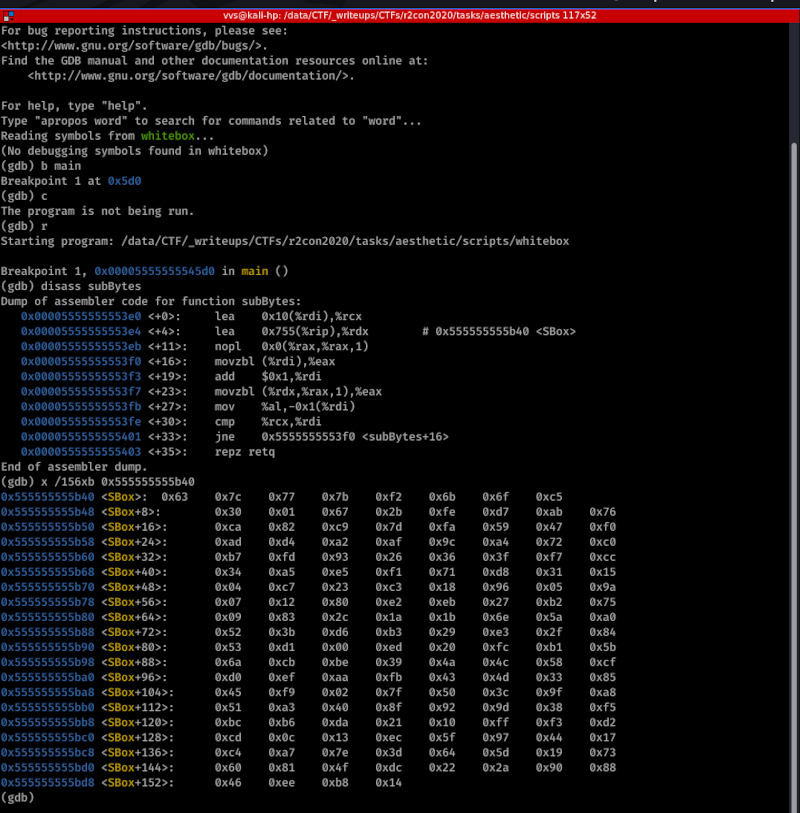 vvs@kali-hp: /data/CTF/_writeups/CTFs/r2con2020/tasks/aesthetic/scripts 117x52
For bug reporting instructions, please see:
<http://www.gnu.org/software/gdb/bugs/>.
Find the GDB manual and other documentation resources online at:
    <http://www.gnu.org/software/gdb/documentation/>.

For help, type "help".
Type "apropos word" to search for commands related to "word"...
Reading symbols from whitebox...
(No debugging symbols found in whitebox)
(gdb) b main
Breakpoint 1 at 0x5d0
(gdb) c
The program is not being run.
(gdb) r
Starting program: /data/CTF/_writeups/CTFs/r2con2020/tasks/aesthetic/scripts/whitebox

Breakpoint 1, 0x00005555555545d0 in main ()
(gdb) disass subBytes
Dump of assembler code for function subBytes:
   0x00005555555553e0 <+0>:     lea    0x10(%rdi),%rcx
   0x00005555555553e4 <+4>:     lea    0x755(%rip),%rdx        # 0x555555555b40 <SBox>
   0x00005555555553eb <+11>:    nopl   0x0(%rax,%rax,1)
   0x00005555555553f0 <+16>:    movzbl (%rdi),%eax
   0x00005555555553f3 <+19>:    add    $0x1,%rdi
   0x00005555555553f7 <+23>:    movzbl (%rdx,%rax,1),%eax
   0x00005555555553fb <+27>:    mov    %al,-0x1(%rdi)
   0x00005555555553fe <+30>:    cmp    %rcx,%rdi
   0x0000555555555401 <+33>:    jne    0x5555555553f0 <subBytes+16>
   0x0000555555555403 <+35>:    repz retq
End of assembler dump.
(gdb) x /156xb 0x555555555b40
0x555555555b40 <SBox>:  0x63    0x7c    0x77    0x7b    0xf2    0x6b    0x6f    0xc5
0x555555555b48 <SBox+8>:        0x30    0x01    0x67    0x2b    0xfe    0xd7    0xab    0x76
0x555555555b50 <SBox+16>:       0xca    0x82    0xc9    0x7d    0xfa    0x59    0x47    0xf0
0x555555555b58 <SBox+24>:       0xad    0xd4    0xa2    0xaf    0x9c    0xa4    0x72    0xc0
0x555555555b60 <SBox+32>:       0xb7    0xfd    0x93    0x26    0x36    0x3f    0xf7    0xcc
0x555555555b68 <SBox+40>:       0x34    0xa5    0xe5    0xf1    0x71    0xd8    0x31    0x15
0x555555555b70 <SBox+48>:       0x04    0xc7    0x23    0xc3    0x18    0x96    0x05    0x9a
0x555555555b78 <SBox+56>:       0x07    0x12    0x80    0xe2    0xeb    0x27    0xb2    0x75
0x555555555b80 <SBox+64>:       0x09    0x83    0x2c    0x1a    0x1b    0x6e    0x5a    0xa0
0x555555555b88 <SBox+72>:       0x52    0x3b    0xd6    0xb3    0x29    0xe3    0x2f    0x84
0x555555555b90 <SBox+80>:       0x53    0xd1    0x00    0xed    0x20    0xfc    0xb1    0x5b
0x555555555b98 <SBox+88>:       0x6a    0xcb    0xbe    0x39    0x4a    0x4c    0x58    0xcf
0x555555555ba0 <SBox+96>:       0xd0    0xef    0xaa    0xfb    0x43    0x4d    0x33    0x85
0x555555555ba8 <SBox+104>:      0x45    0xf9    0x02    0x7f    0x50    0x3c    0x9f    0xa8
0x555555555bb0 <SBox+112>:      0x51    0xa3    0x40    0x8f    0x92    0x9d    0x38    0xf5
0x555555555bb8 <SBox+120>:      0xbc    0xb6    0xda    0x21    0x10    0xff    0xf3    0xd2
0x555555555bc0 <SBox+128>:      0xcd    0x0c    0x13    0xec    0x5f    0x97    0x44    0x17
0x555555555bc8 <SBox+136>:      0xc4    0xa7    0x7e    0x3d    0x64    0x5d    0x19    0x73
0x555555555bd0 <SBox+144>:      0x60    0x81    0x4f    0xdc    0x22    0x2a    0x90    0x88
0x555555555bd8 <SBox+152>:      0x46    0xee    0xb8    0x14
(gdb)